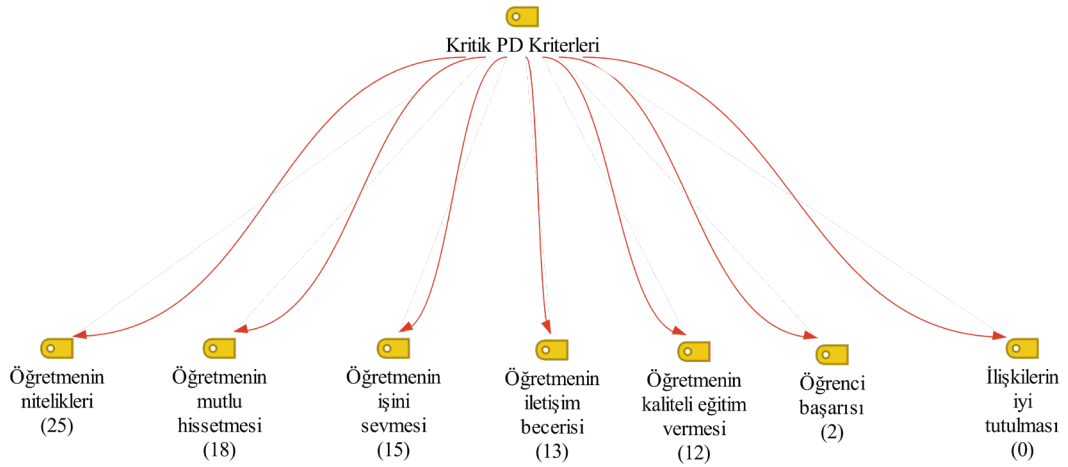 Kritik PD Kriterleri
Öğretmenin
nitelikleri
(25)
Öğretmenin
mutlu
hissetmesi
(18)
Öğretmenin
işini
sevmesi
(15)
Öğretmenin
iletişim
becerisi
(13)
Öğretmenin
kaliteli eğitim
vermesi
(12)
Öğrenci
başarısı
(2)
İlişkilerin
iyi
tutulması
(0)